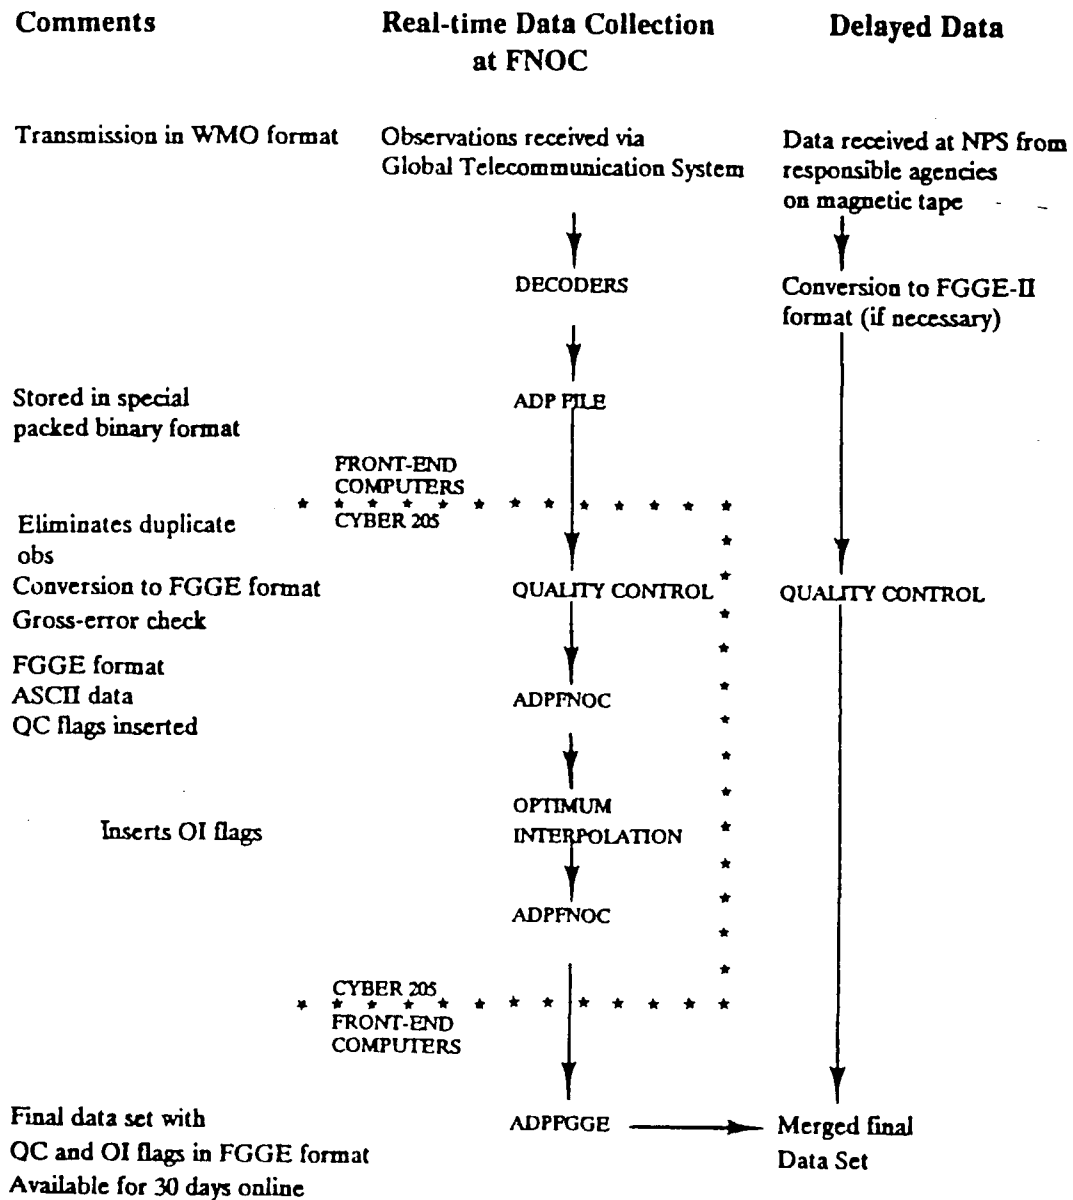 Comments
Real-time Data Collection
at FNOC
Delayed Data
Transmission in WMO format
Observations received via
Global Telecommunication System
Data received at NPS from
responsible agencies
on magnetic tape
DECODERS
Conversion to FGGE-II
format (if necessary)
Stored in special
packed binary format
ADP FILE
FRONT-END
COMPUTERS
CYBER 205
Eliminates duplicate
obs
Conversion to FGGE format
Gross-error check
QUALITY CONTROL
QUALITY CONTROL
FGGE format
ASCII data
QC flags inserted
ADPFNOC
OPTIMUM
INTERPOLATION
Inserts OI flags
ADPFNOC
CYBER 205
FRONT-END
COMPUTERS
Final data set with
QC and OI flags in FGGE format
Available for 30 days online
ADPFGGE
Merged final
Data Set